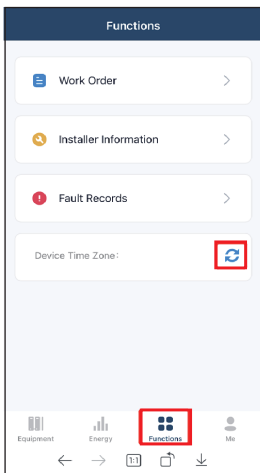 Functions
Work Order
Installer Information
Fault Records
Device Time Zone:
Equipment
Energy
Functions
Me
1:1